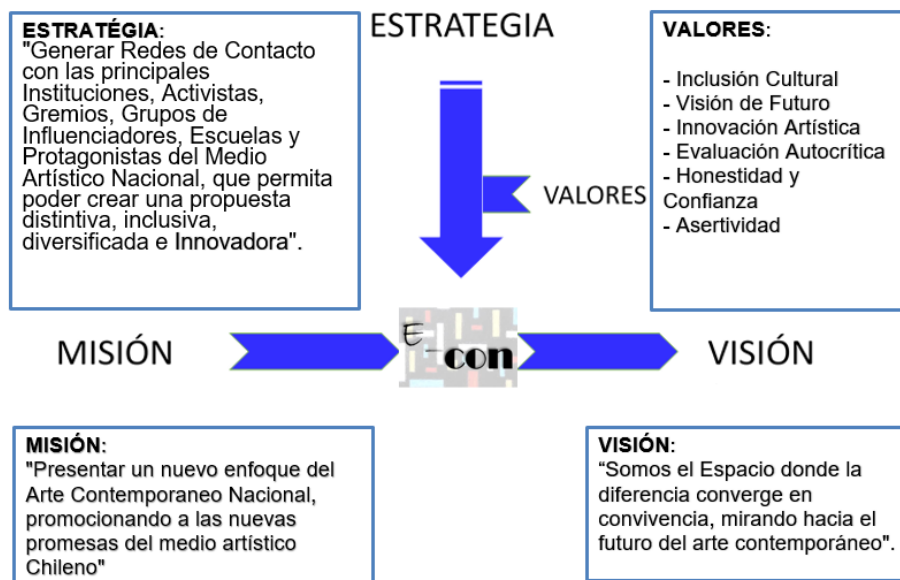 ESTRATÉGIA:
"Generar Redes de Contacto
con las principales
Instituciones, Activistas,
Gremios, Grupos de
Influenciadores, Escuelas y
Protagonistas del Medio
Artístico Nacional, que permita
poder crear una propuesta
distintiva, inclusiva,
diversificada e Innovadora".
ESTRATEGIA
VALORES:
- Inclusión Cultural
- Visión de Futuro
- Innovación Artística
- Evaluación Autocrítica
- Honestidad y
Confianza
- Asertividad
VALORES
MISIÓN
E-con
VISIÓN
MISIÓN:
"Presentar un nuevo enfoque del
Arte Contemporaneo Nacional,
promocionando a las nuevas
promesas del medio artístico
Chileno"
VISIÓN:
“Somos el Espacio donde la
diferencia converge en
convivencia, mirando hacia el
futuro del arte contemporáneo".